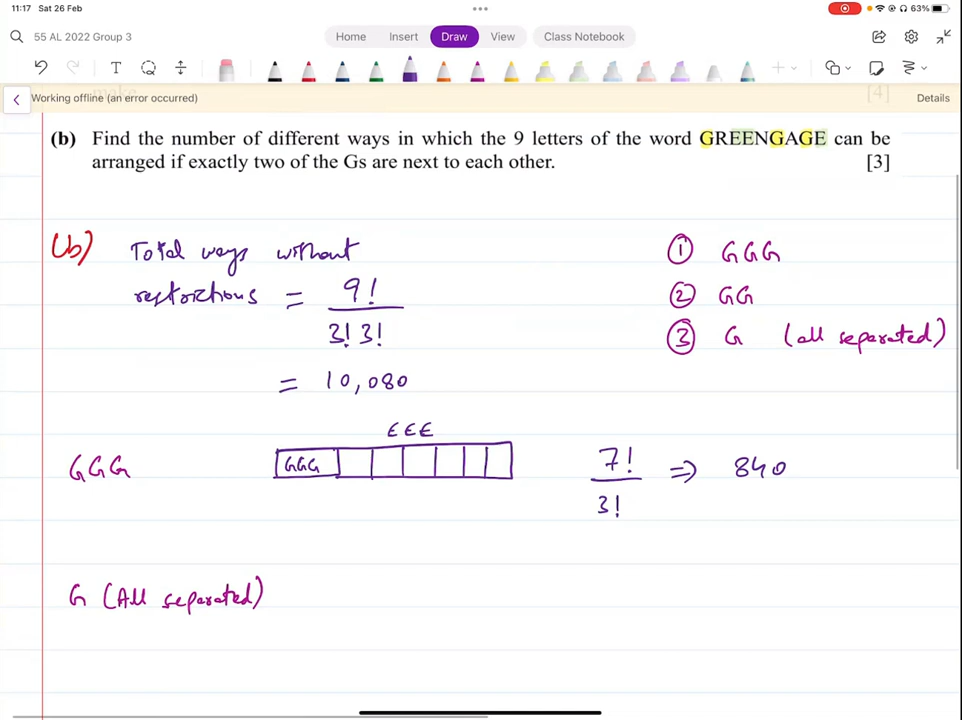 11:17 Sat 26 Feb 63%
55 AL 2022 Group 3 Home Insert Draw View Class Notebook
Working offline (an error occurred) Details
make. [4]
(b) Find the number of different ways in which the 9 letters of the word GREENGAGE can be
arranged if exactly two of the Gs are next to each other. [3]
(b) Total ways without
restrictions = 9!
3! 3!
= 10,080
① GGG
② GG
③ G (all separated)
E E E
GGG GGG 7!
3! ⇒ 840
G (All separated)